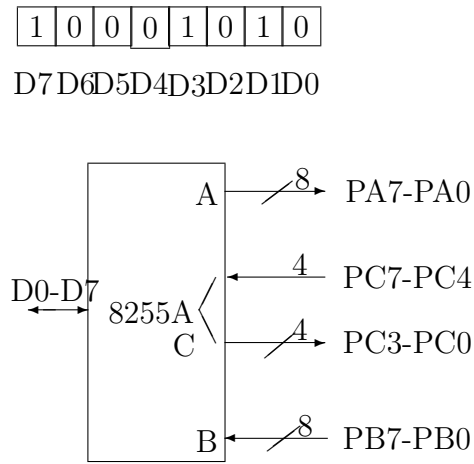 1 0 0 0 1 0 1 0
D7 D6 D5 D4 D3 D2 D1 D0
A 8 PA7-PA0
4 PC7-PC4
D0-D7
8255A
C 4 PC3-PC0
B 8 PB7-PB0